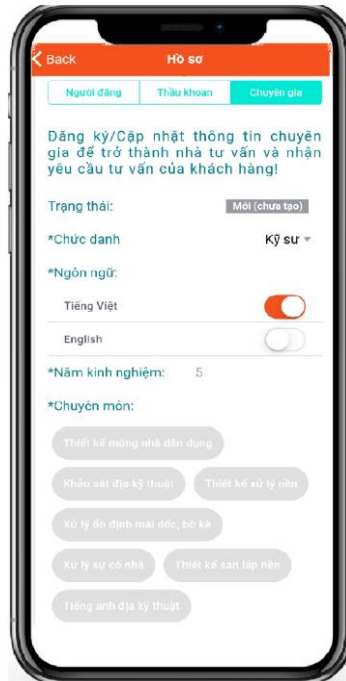 Back
Hồ sơ
Người đăng
Thầu khoan
Chuyên gia
Đăng ký/Cập nhật thông tin chuyên
gia để trở thành nhà tư vấn và nhận
yêu cầu tư vấn của khách hàng!
Trạng thái:
Mới (chưa tạo)
*Chức danh
Kỹ sư
*Ngôn ngữ:
Tiếng Việt
English
*Năm kinh nghiệm:
5
*Chuyên môn:
Thiết kế móng nhà dân dụng
Khảo sát địa kỹ thuật
Thiết kế xử lý nền
Xử lý ổn định mái dốc, bờ kè
Xử lý sự cố nhà
Thiết kế san lấp nền
Tiếng anh địa kỹ thuật